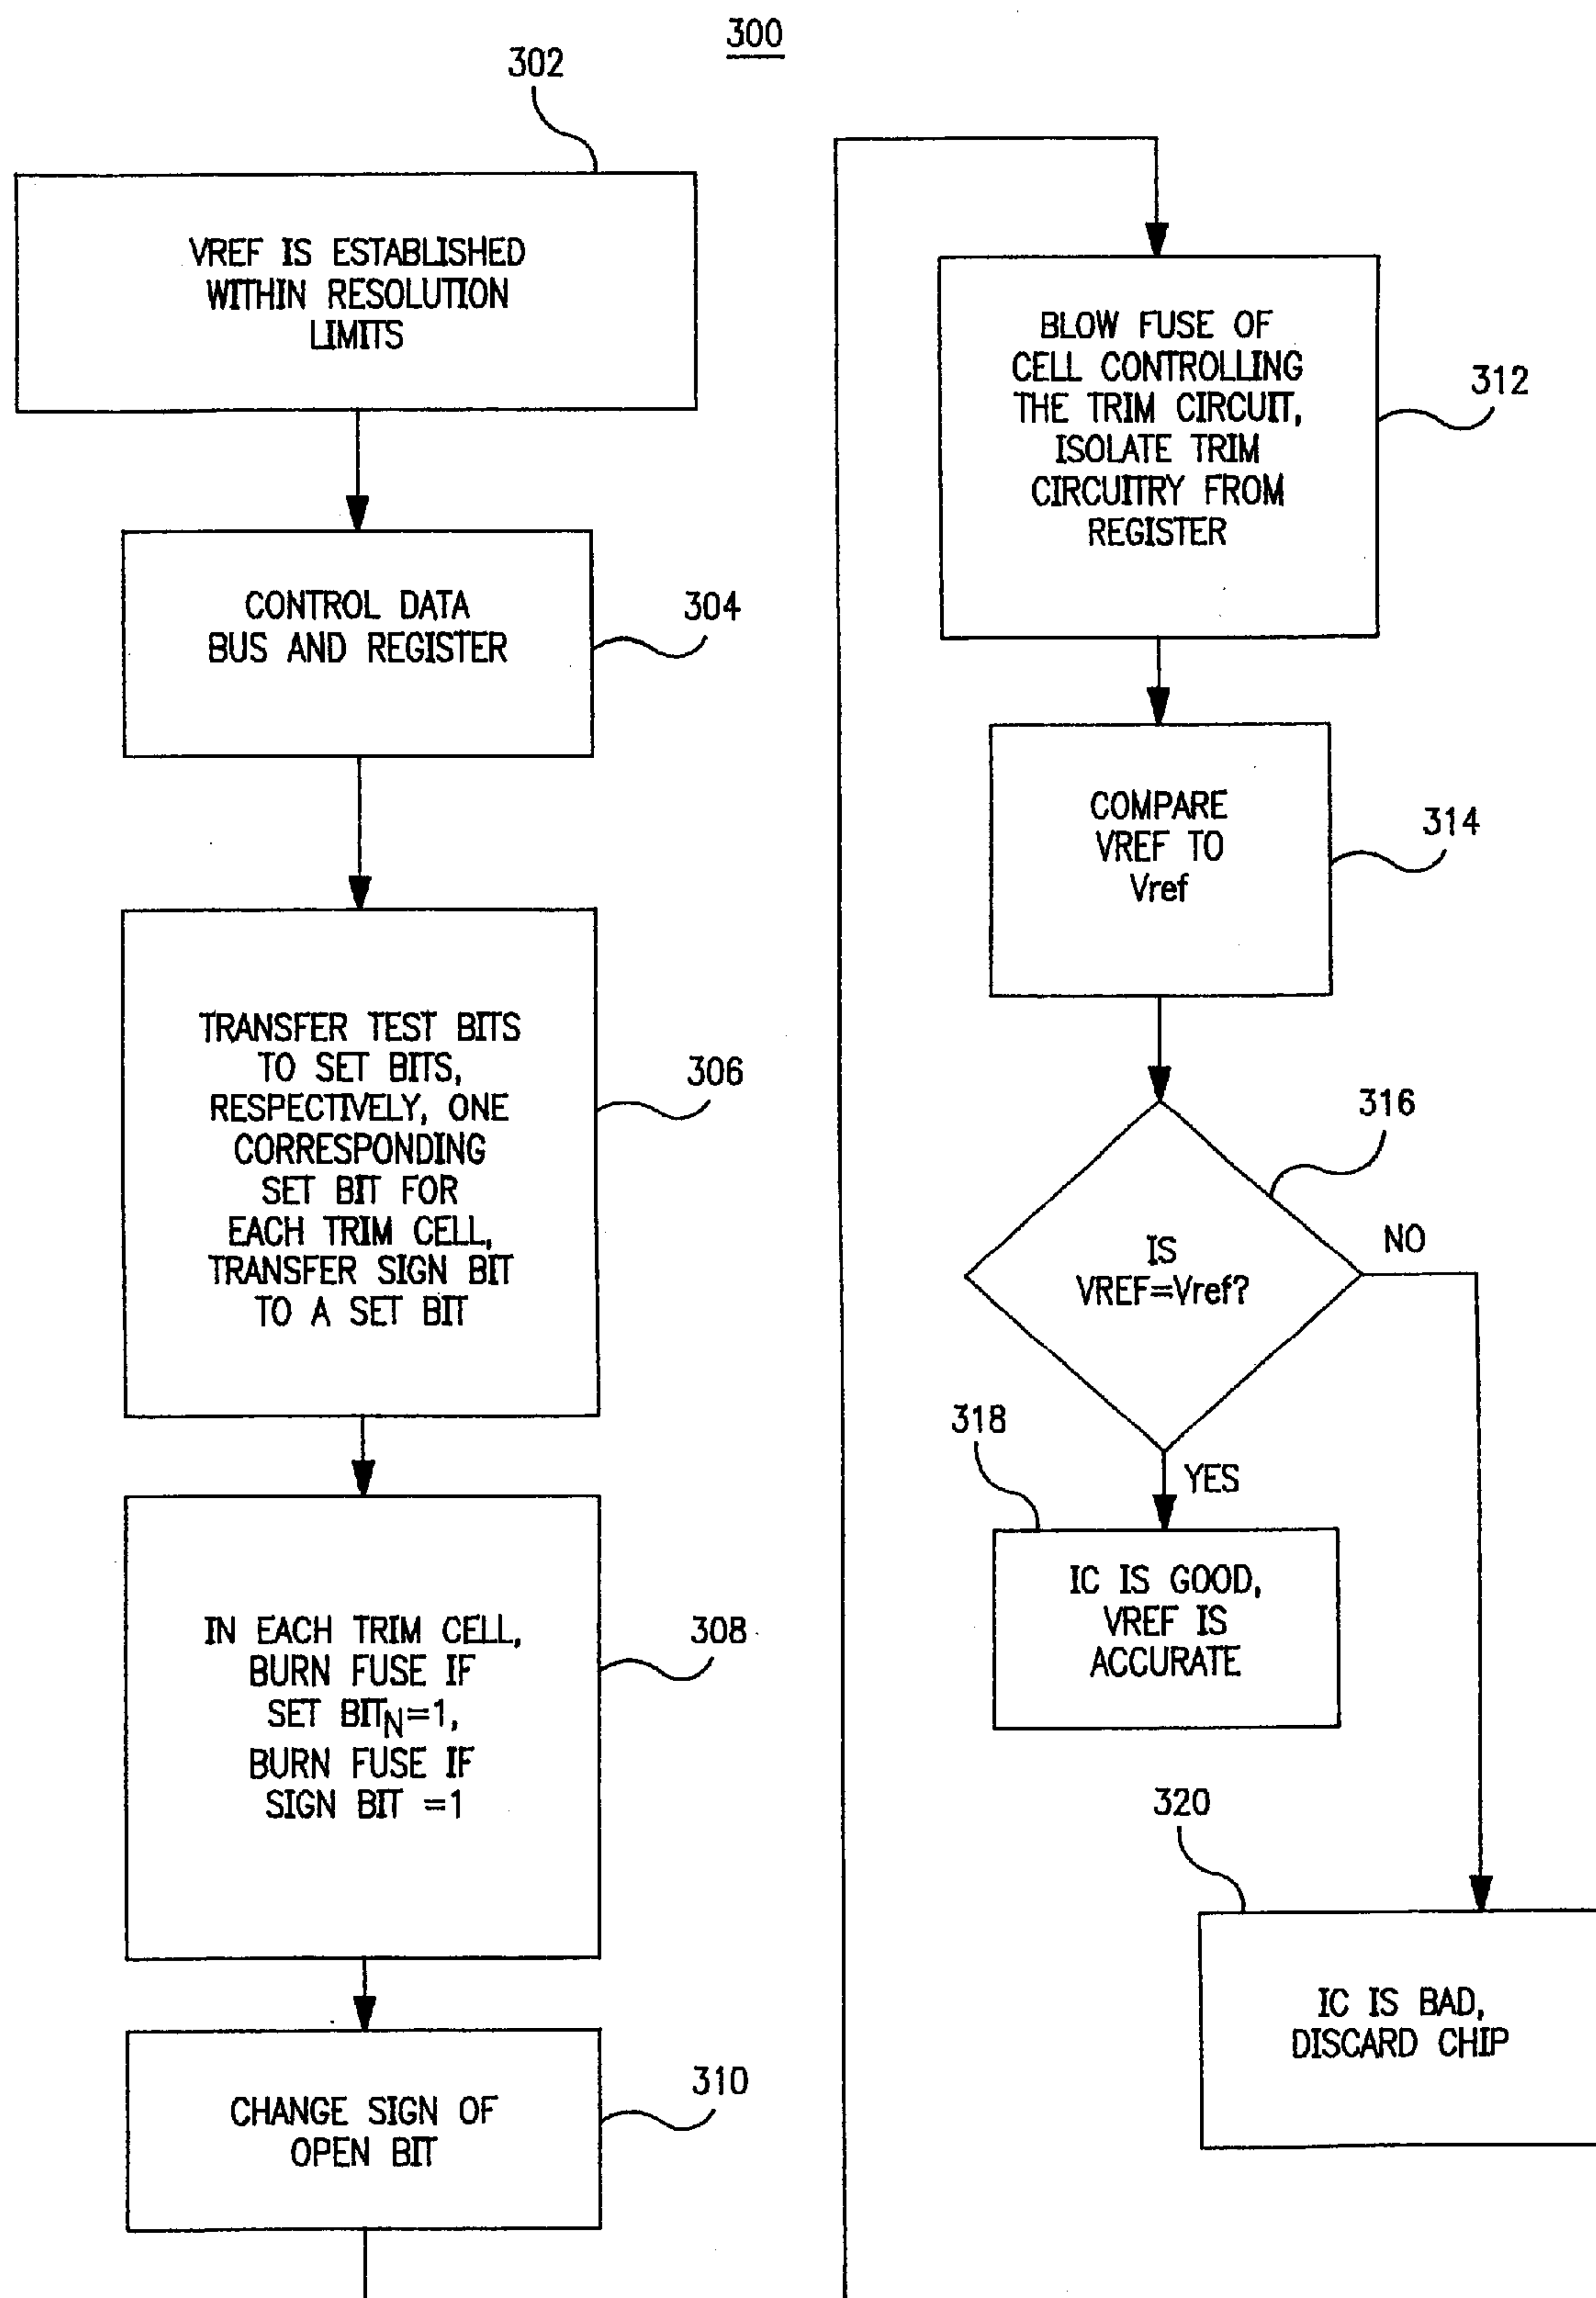 300
302
VREF IS ESTABLISHED
WITHIN RESOLUTION
LIMITS
CONTROL DATA
BUS AND REGISTER
304
TRANSFER TEST BITS
TO SET BITS,
RESPECTIVELY, ONE
CORRESPONDING
SET BIT FOR
EACH TRIM CELL,
TRANSFER SIGN BIT
TO A SET BIT
306
IN EACH TRIM CELL,
BURN FUSE IF
SET BITN=1,
BURN FUSE IF
SIGN BIT =1
308
CHANGE SIGN OF
OPEN BIT
310
BLOW FUSE OF
CELL CONTROLLING
THE TRIM CIRCUIT,
ISOLATE TRIM
CIRCUITRY FROM
REGISTER
312
COMPARE
VREF TO
Vref
314
316
IS
VREF=Vref?
NO
YES
318
IC IS GOOD,
VREF IS
ACCURATE
320
IC IS BAD,
DISCARD CHIP